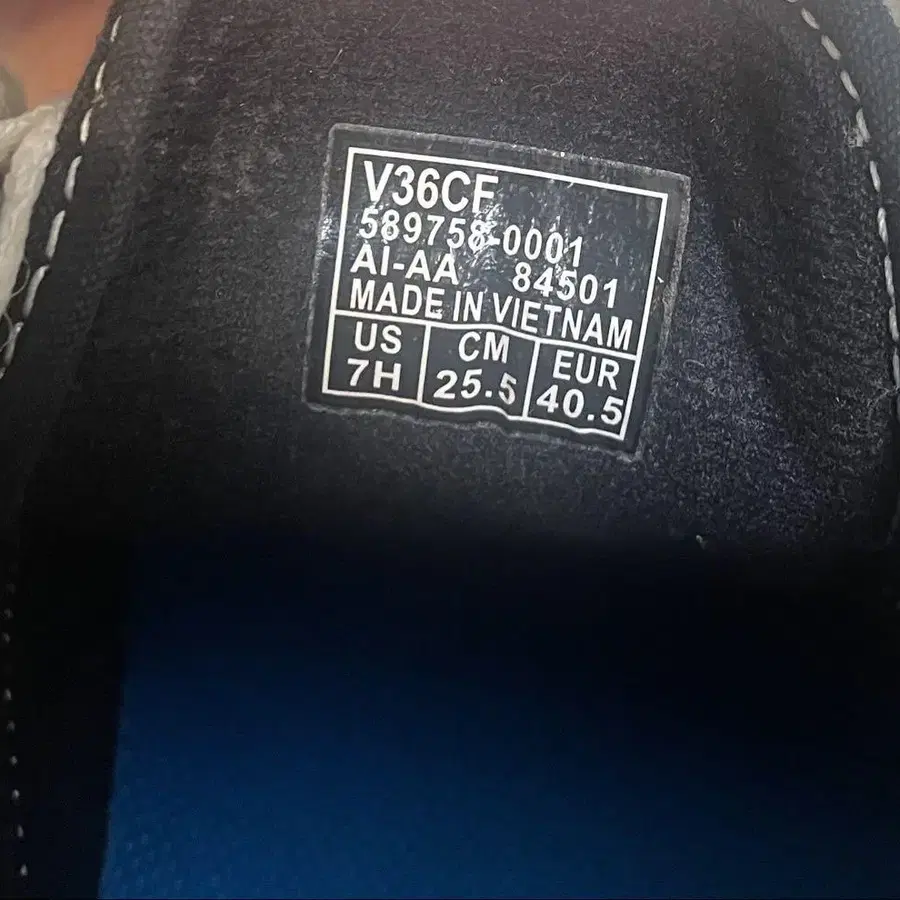 V36CF
589758-0001
AI-AA 84501
MADE IN VIETNAM
US CM EUR
7H 25.5 40.5